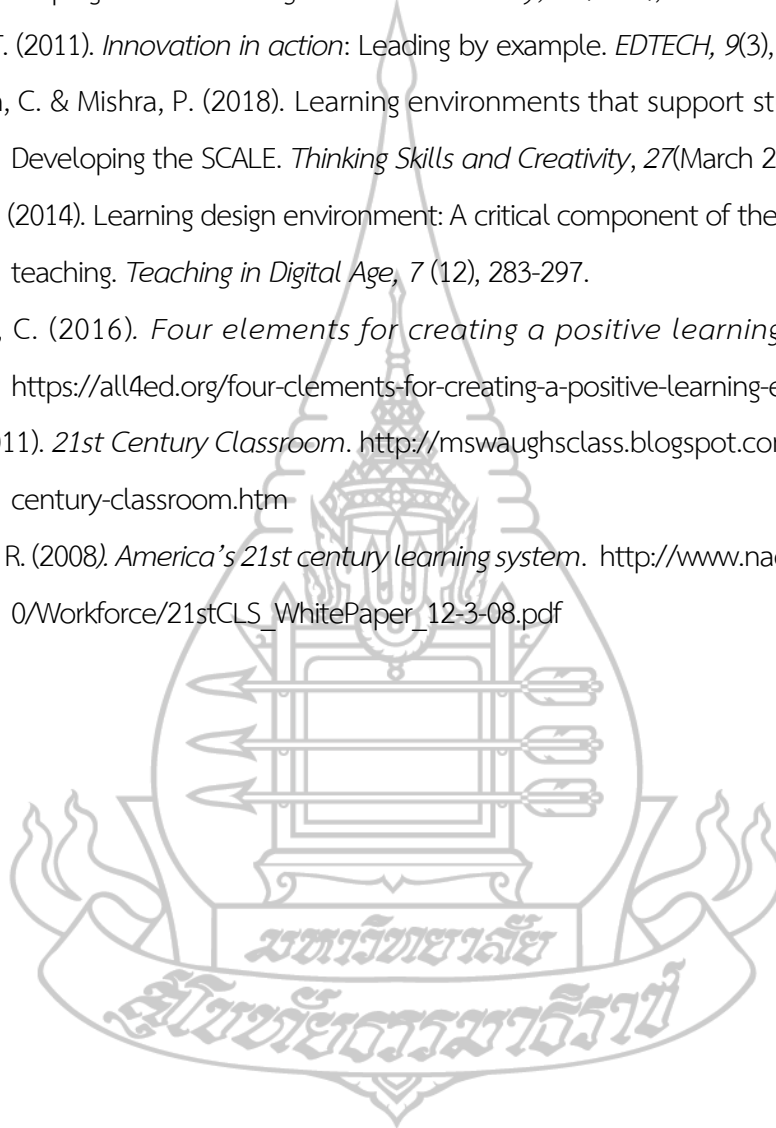 T. (2011). Innovation in action: Leading by example. EDTECH, 9(3),
, C. & Mishra, P. (2018). Learning environments that support
Developing the SCALE. Thinking Skills and Creativity, 27(March
(2014). Learning design environment: A critical component of the
teaching. Teaching in Digital Age, 7 (12), 283-297.
, C. (2016). Four elements for creating a positive learning
https://all4ed.org/four-clements-for-creating-a-positive-learning-e
011). 21st Century Classroom. http://mswaughsclass.blogspot.co
century-classroom.htm
R. (2008). America's 21st century learning system. http://www.na
0/Workforce/21stCLS_WhitePaper_12-3-08.pdf
มหาวิทยาลัย
สุโขทัยธรรมาธิราช